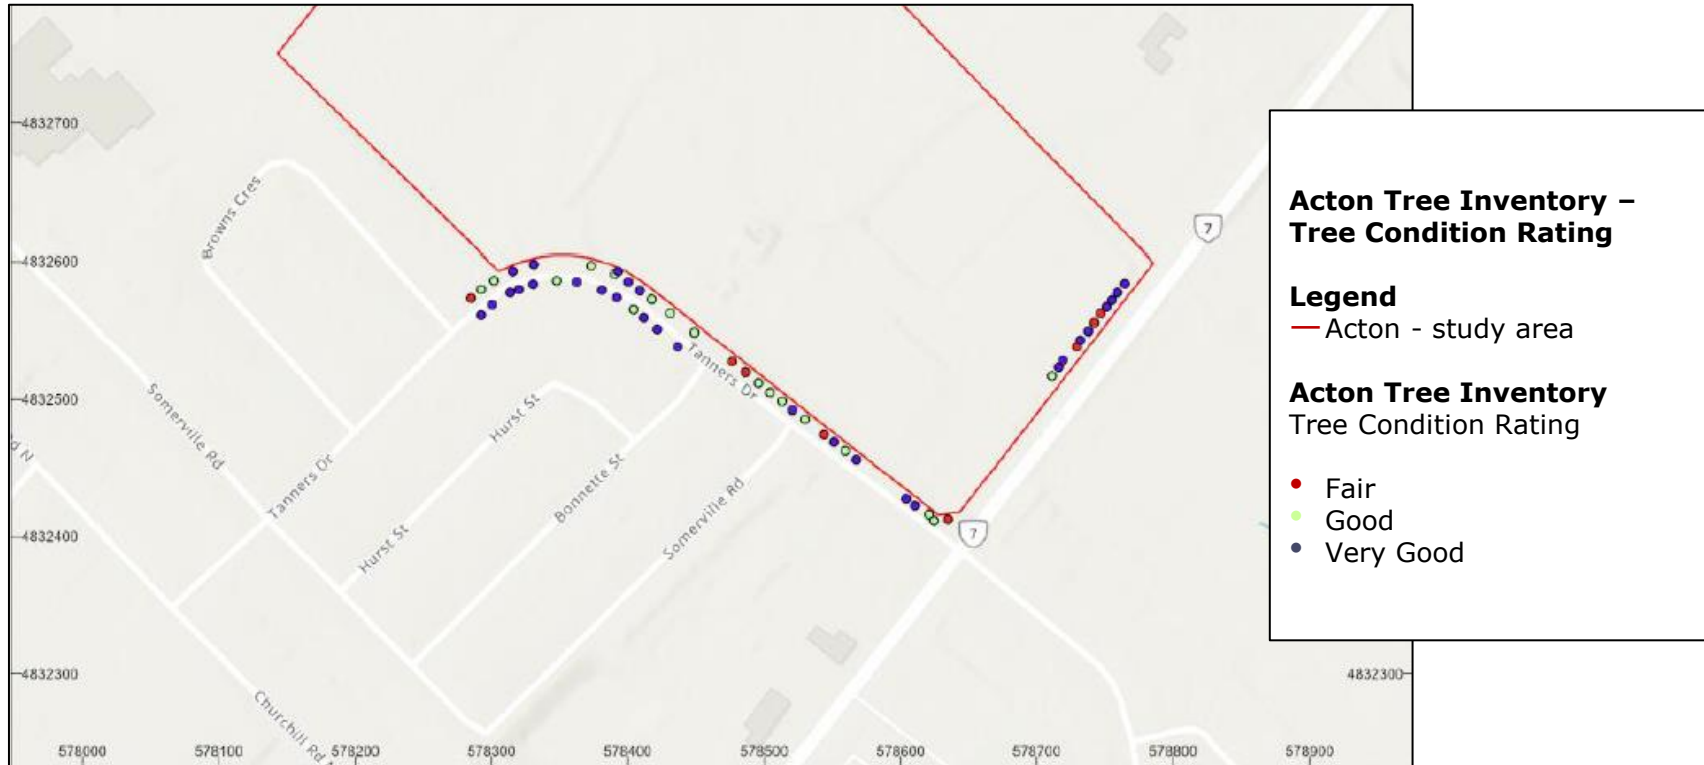 4832700
4832600
4832500
4832400
4832300
4832300
578000
578100
578200
578300
578400
578500
578600
578700
578800
578900
Browns Cres
Somerville Rd
Tanners Dr
Hurst St
Hurst St
Bonnette St
Somerville Rd
Tanners Dr
Churchill Rd N
Rd N
7
7
Acton Tree Inventory –
Tree Condition Rating
Legend
Acton - study area
Acton Tree Inventory
Tree Condition Rating
Fair
Good
Very Good